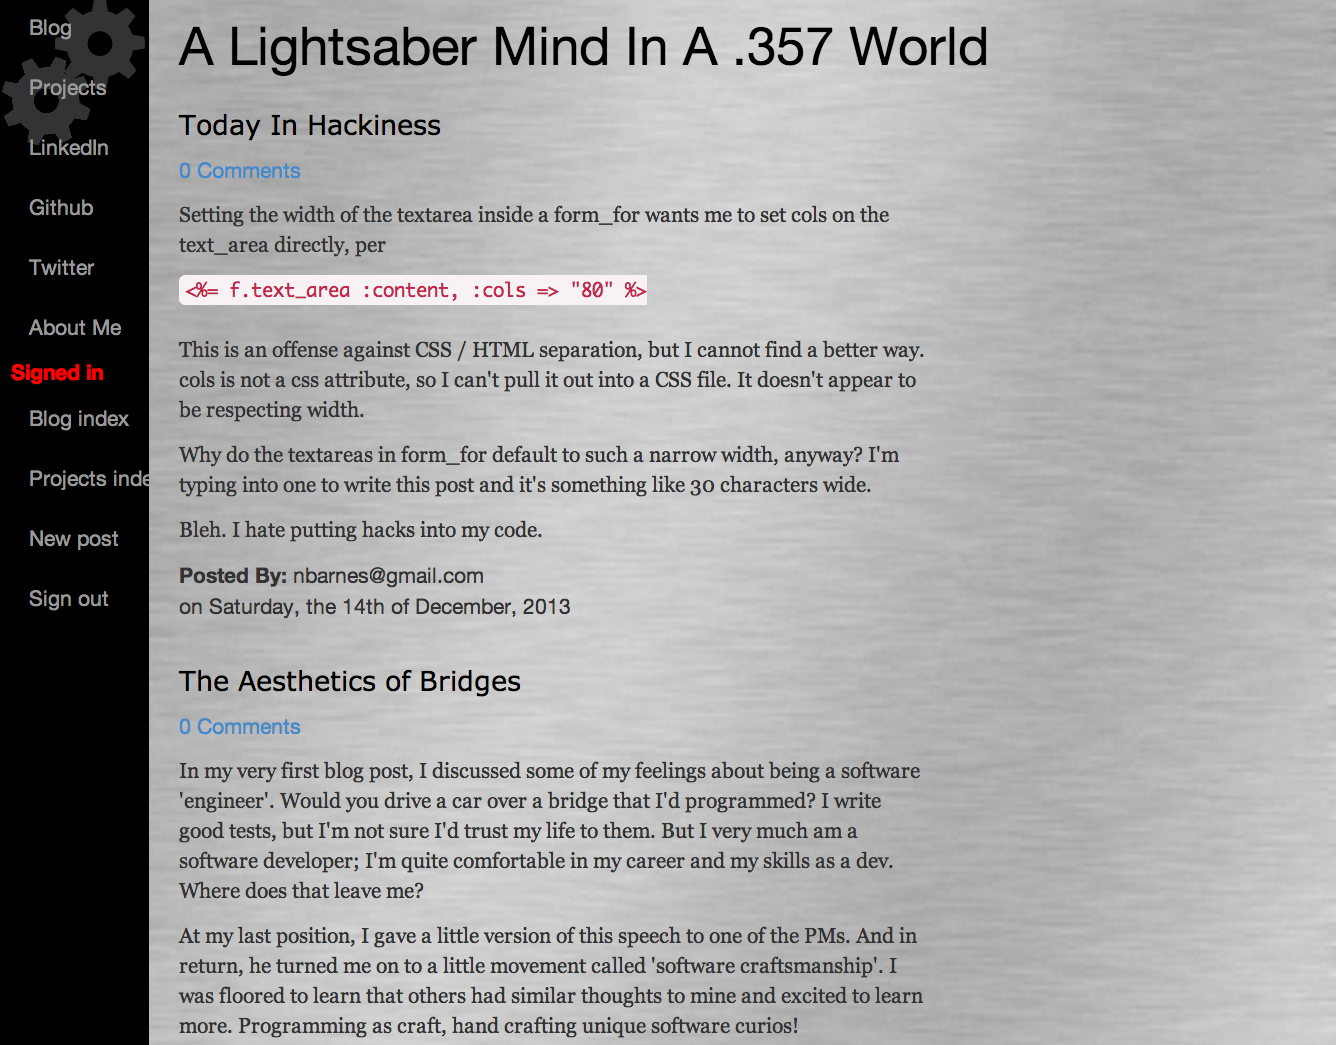 Blog
Projects
LinkedIn
Github
Twitter
About Me
Signed in
Blog index
Projects inde
New post
Sign out
A Lightsaber Mind In A .357 World
Today In Hackiness
0 Comments
Setting the width of the textarea inside a form_for wants me to set cols on the
text_area directly, per
<%= f.text_area :content, :cols => "80" %>
This is an offense against CSS / HTML separation, but I cannot find a better way.
cols is not a css attribute, so I can't pull it out into a CSS file. It doesn't appear to
be respecting width.
Why do the textareas in form_for default to such a narrow width, anyway? I'm
typing into one to write this post and it's something like 30 characters wide.
Bleh. I hate putting hacks into my code.
Posted By: nbarnes@gmail.com
on Saturday, the 14th of December, 2013
The Aesthetics of Bridges
0 Comments
In my very first blog post, I discussed some of my feelings about being a software
'engineer'. Would you drive a car over a bridge that I'd programmed? I write
good tests, but I'm not sure I'd trust my life to them. But I very much am a
software developer; I'm quite comfortable in my career and my skills as a dev.
Where does that leave me?
At my last position, I gave a little version of this speech to one of the PMs. And in
return, he turned me on to a little movement called 'software craftsmanship'. I
was floored to learn that others had similar thoughts to mine and excited to learn
more. Programming as craft, hand crafting unique software curios!